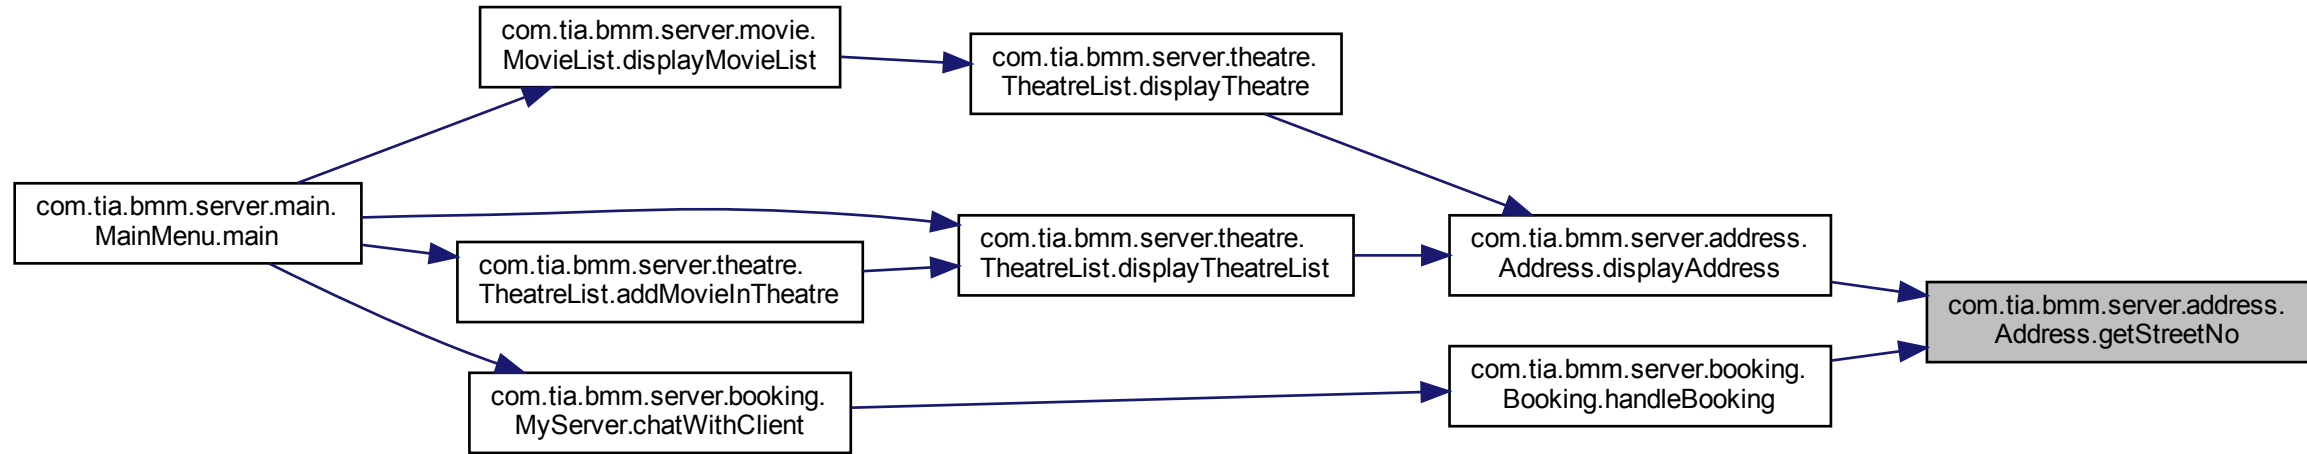 com.tia.bmm.server.movie.
MovieList.displayMovieList
com.tia.bmm.server.theatre.
TheatreList.displayTheatre
com.tia.bmm.server.main.
MainMenu.main
com.tia.bmm.server.theatre.
TheatreList.addMovieInTheatre
com.tia.bmm.server.theatre.
TheatreList.displayTheatreList
com.tia.bmm.server.address.
Address.displayAddress
com.tia.bmm.server.address.
Address.getStreetNo
com.tia.bmm.server.booking.
MyServer.chatWithClient
com.tia.bmm.server.booking.
Booking.handleBooking